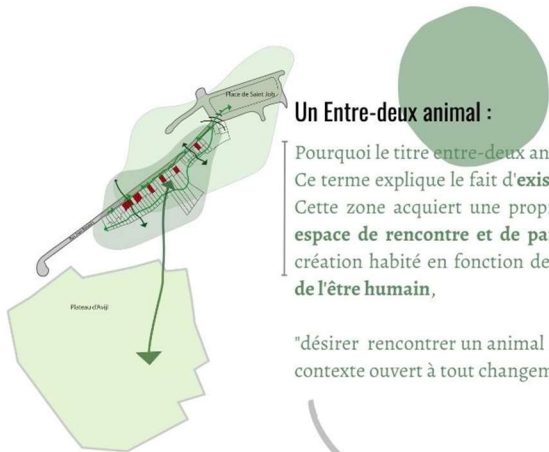 Place de Saint Job
Plateau d'Avijl
Un Entre-deux animal :
Pourquoi le titre entre-deux an
Ce terme explique le fait d'exis
Cette zone acquiert une propr
espace de rencontre et de pa
création habité en fonction de
de l'être humain,
"désirer rencontrer un animal
contexte ouvert à tout changem